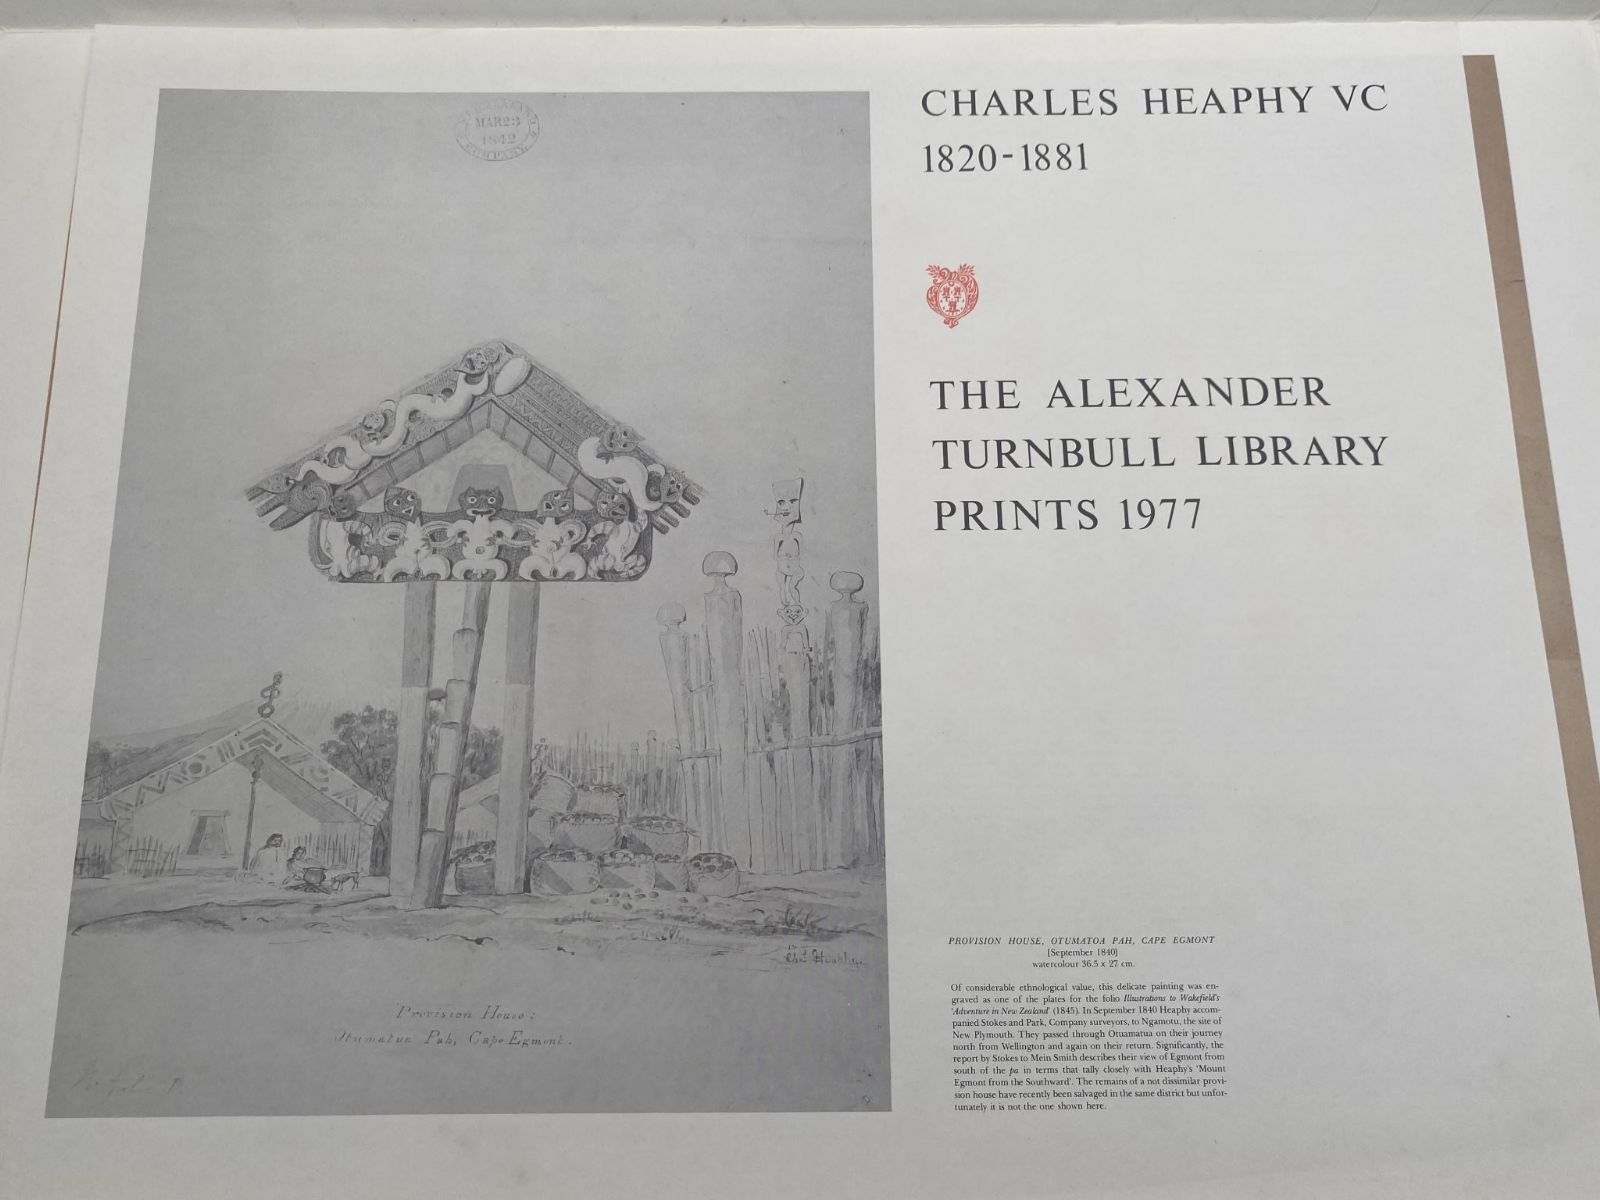 MAR 23
1842
COMPANY
Provision House:
Otumatua Pah, Cape Egmont.
Chas Heaphy
CHARLES HEAPHY VC
1820-1881
THE ALEXANDER
TURNBULL LIBRARY
PRINTS 1977
PROVISION HOUSE, OTUMATOA PAH, CAPE EGMONT
[September 1840]
watercolour 36.5 x 27 cm.
Of considerable ethnological value, this delicate painting was en-
graved as one of the plates for the folio Illustrations to Wakefield's
'Adventure in New Zealand' (1845). In September 1840 Heaphy accom-
panied Stokes and Park, Company surveyors, to Ngamotu, the site of
New Plymouth. They passed through Otuamatua on their journey
north from Wellington and again on their return. Significantly, the
report by Stokes to Mein Smith describes their view of Egmont from
south of the pa in terms that tally closely with Heaphy's 'Mount
Egmont from the Southward'. The remains of a not dissimilar provi-
sion house have recently been salvaged in the same district but unfor-
tunately it is not the one shown here.